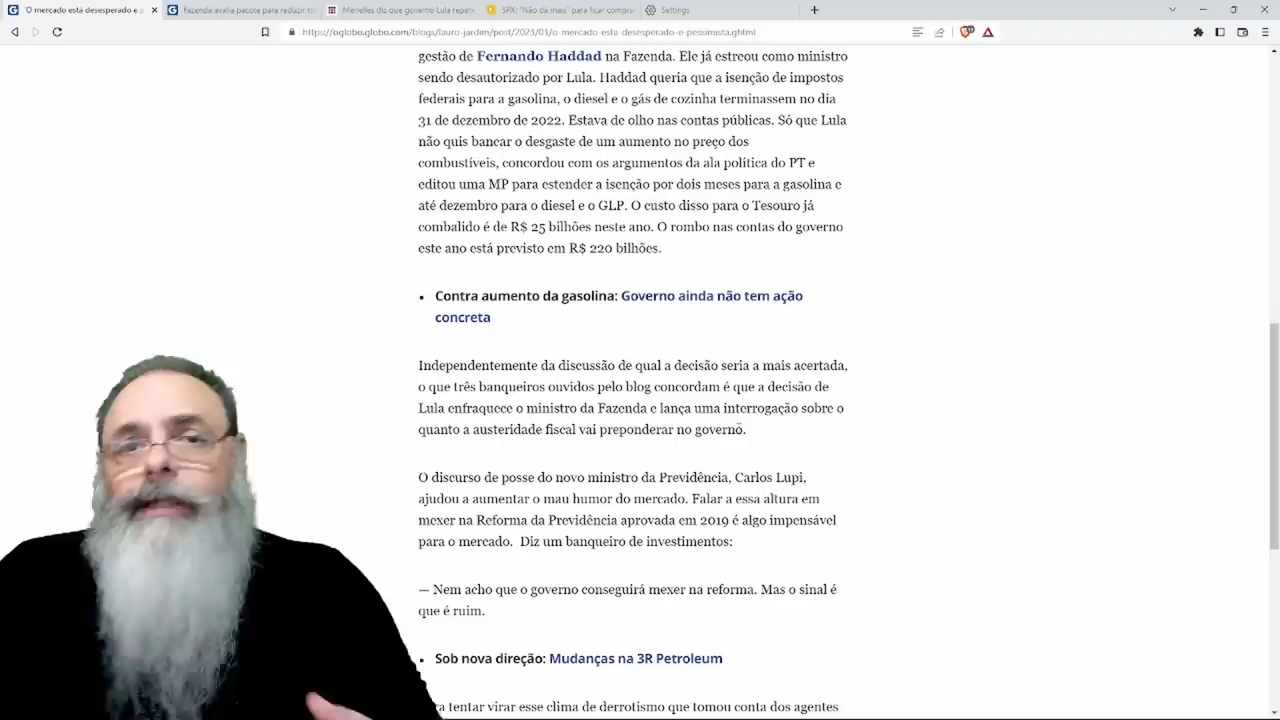 'O mercado está desesperado e p
Fazenda avalia pacote para reduzir ro
Meirelles diz que governo Lula repete
SPX: "Não dá mais" para ficar compra
Settings
https://oglobo.globo.com/blogs/lauro-jardim/post/2023/01/o-mercado-esta-desesperado-e-pessimista.ghtml
gestão de Fernando Haddad na Fazenda. Ele já estreou como ministro
sendo desautorizado por Lula. Haddad queria que a isenção de impostos
federais para a gasolina, o diesel e o gás de cozinha terminassem no dia
31 de dezembro de 2022. Estava de olho nas contas públicas. Só que Lula
não quis bancar o desgaste de um aumento no preço dos
combustíveis, concordou com os argumentos da ala política do PT e
editou uma MP para estender a isenção por dois meses para a gasolina e
até dezembro para o diesel e o GLP. O custo disso para o Tesouro já
combalido é de R$ 25 bilhões neste ano. O rombo nas contas do governo
este ano está previsto em R$ 220 bilhões.
• Contra aumento da gasolina: Governo ainda não tem ação
concreta
Independentemente da discussão de qual a decisão seria a mais acertada,
o que três banqueiros ouvidos pelo blog concordam é que a decisão de
Lula enfraquece o ministro da Fazenda e lança uma interrogação sobre o
quanto a austeridade fiscal vai preponderar no governo.
O discurso de posse do novo ministro da Previdência, Carlos Lupi,
ajudou a aumentar o mau humor do mercado. Falar a essa altura em
mexer na Reforma da Previdência aprovada em 2019 é algo impensável
para o mercado. Diz um banqueiro de investimentos:
— Nem acho que o governo conseguirá mexer na reforma. Mas o sinal é
que é ruim.
• Sob nova direção: Mudanças na 3R Petroleum
tentar virar esse clima de derrotismo que tomou conta dos agentes